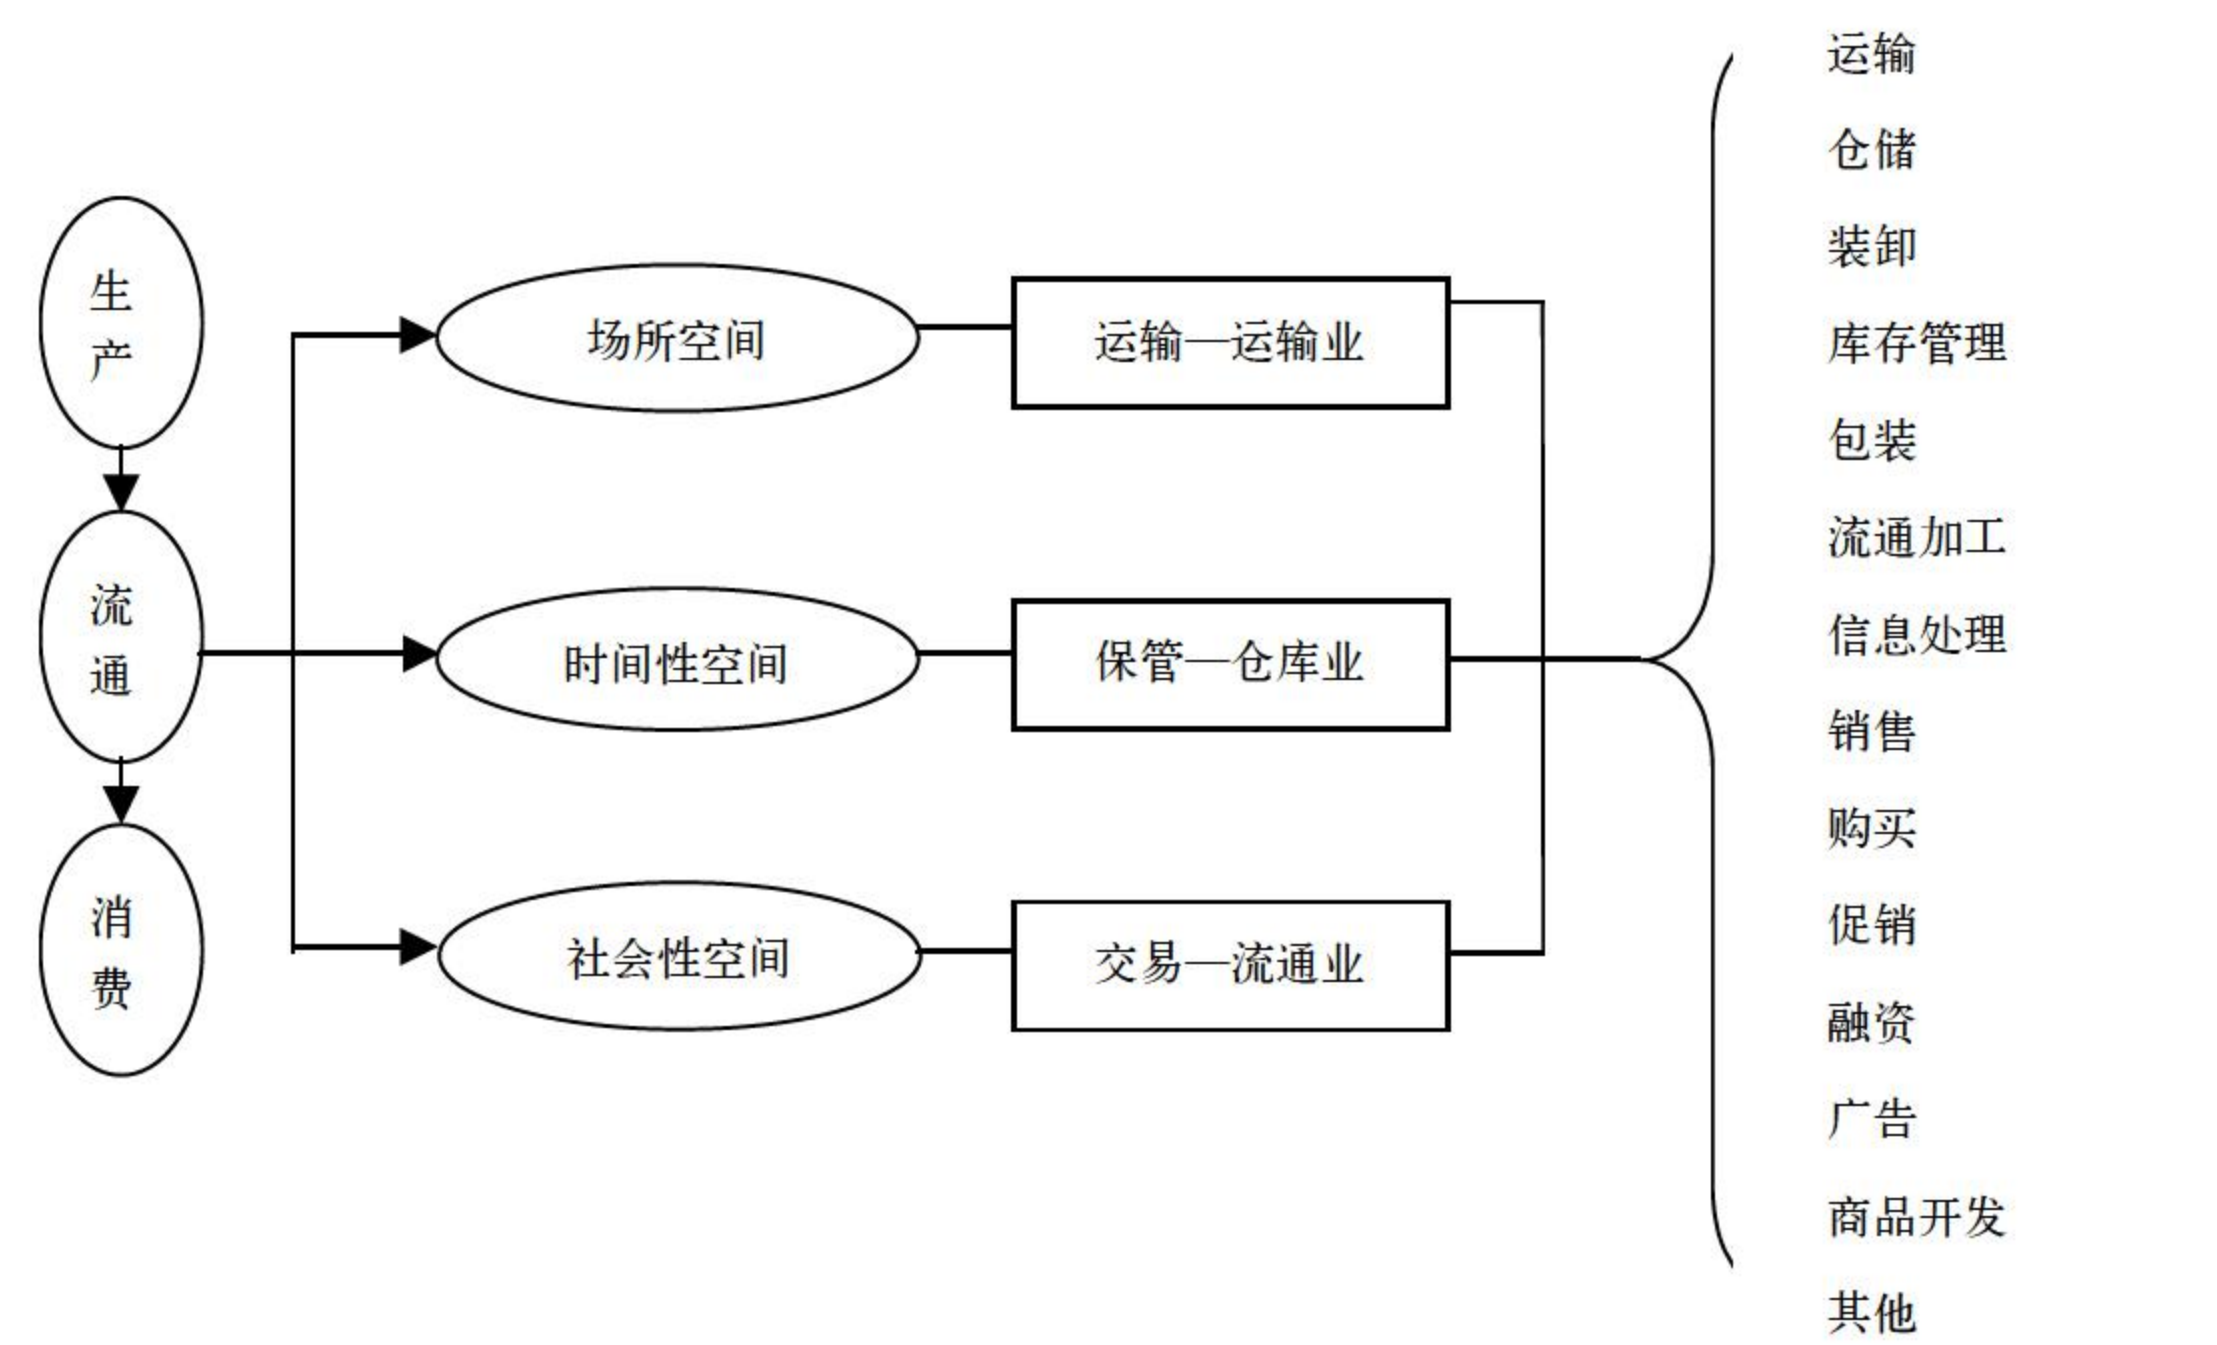 生产
流通
消费
场所空间
时间性空间
社会性空间
运输—运输业
保管—仓库业
交易—流通业
运输
仓储
装卸
库存管理
包装
流通加工
信息处理
销售
购买
促销
融资
广告
商品开发
其他